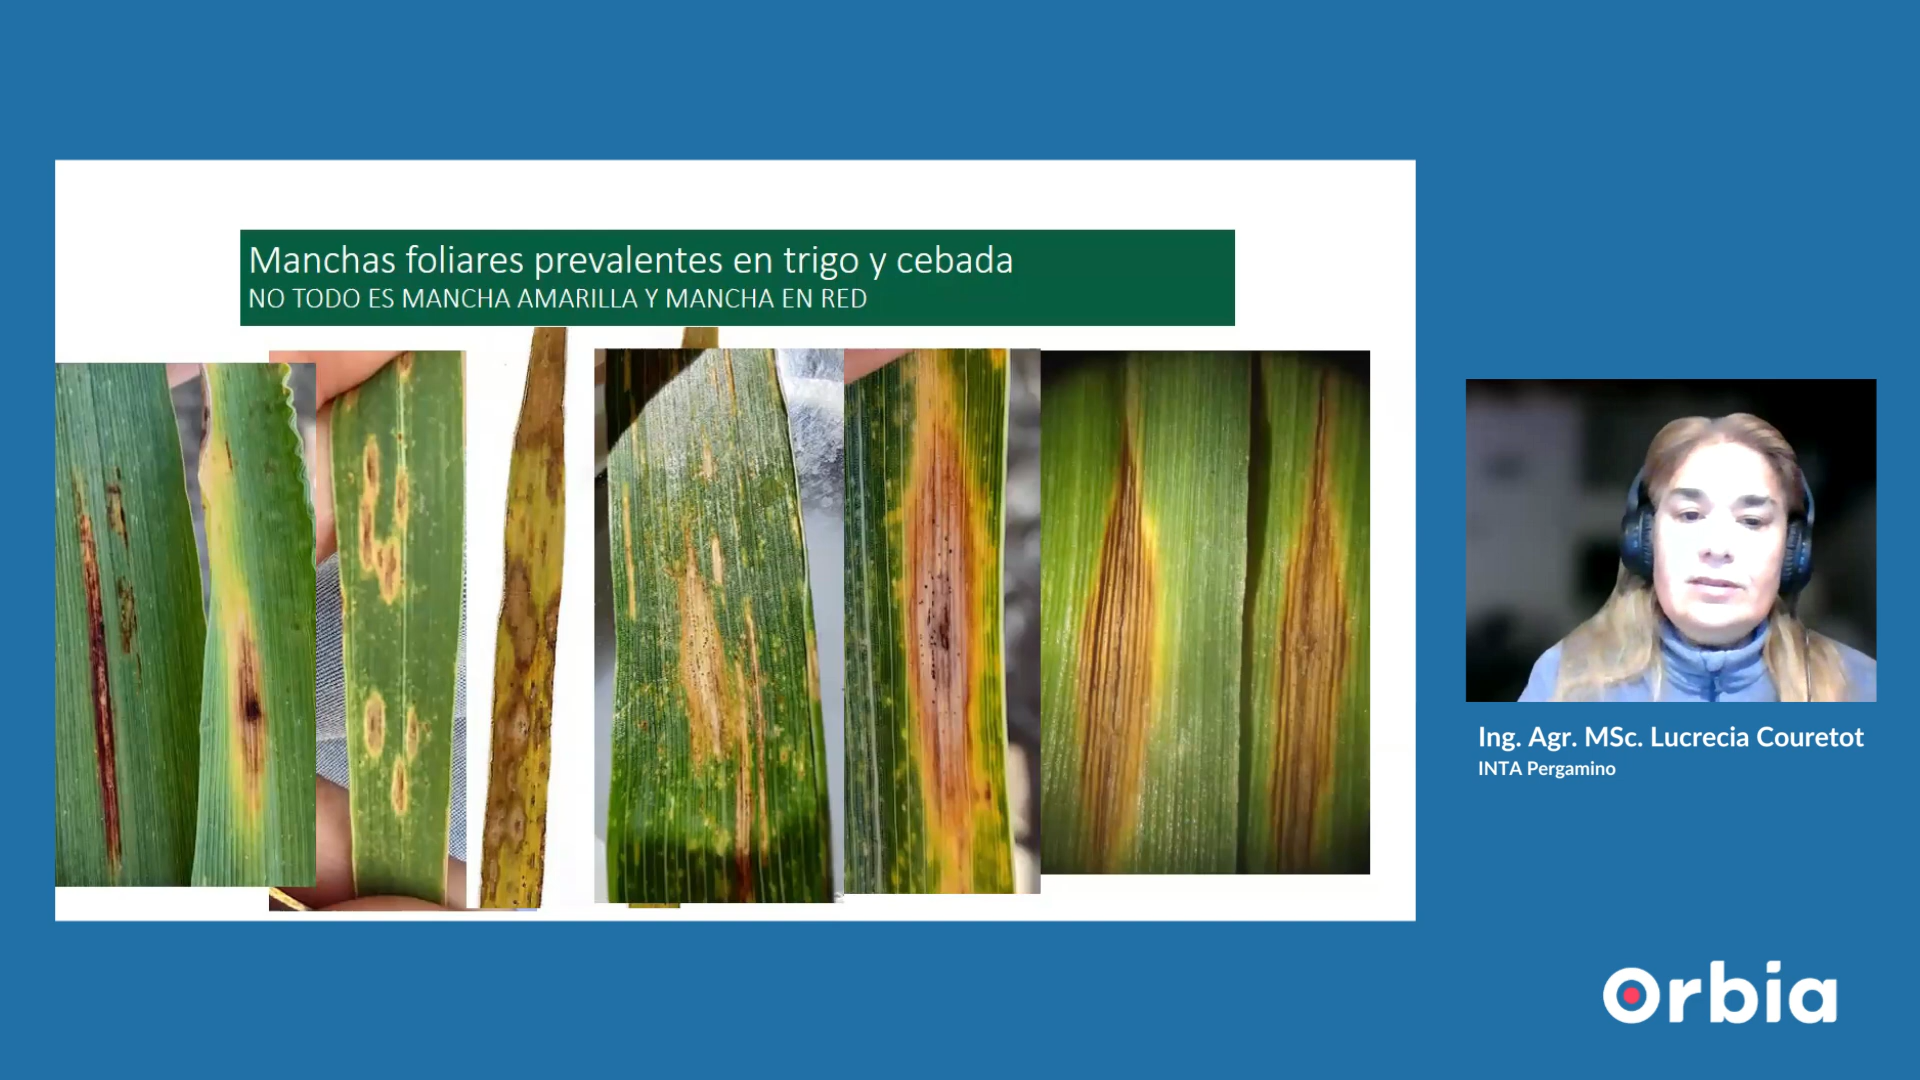 Manchas foliares prevalentes en trigo y cebada
NO TODO ES MANCHA AMARILLA Y MANCHA EN RED
Ing. Agr. MSc. Lucrecia Couretot
INTA Pergamino
Orbia